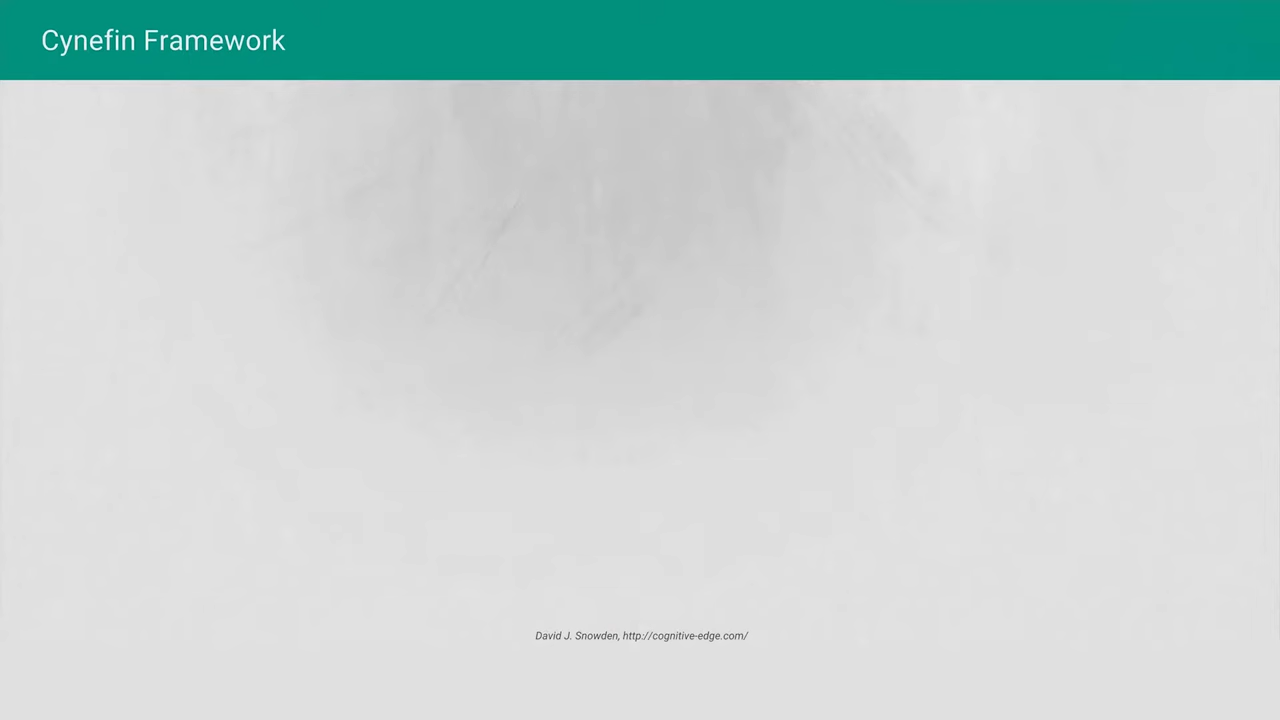 Cynefin Framework
David J. Snowden, http://cognitive-edge.com/